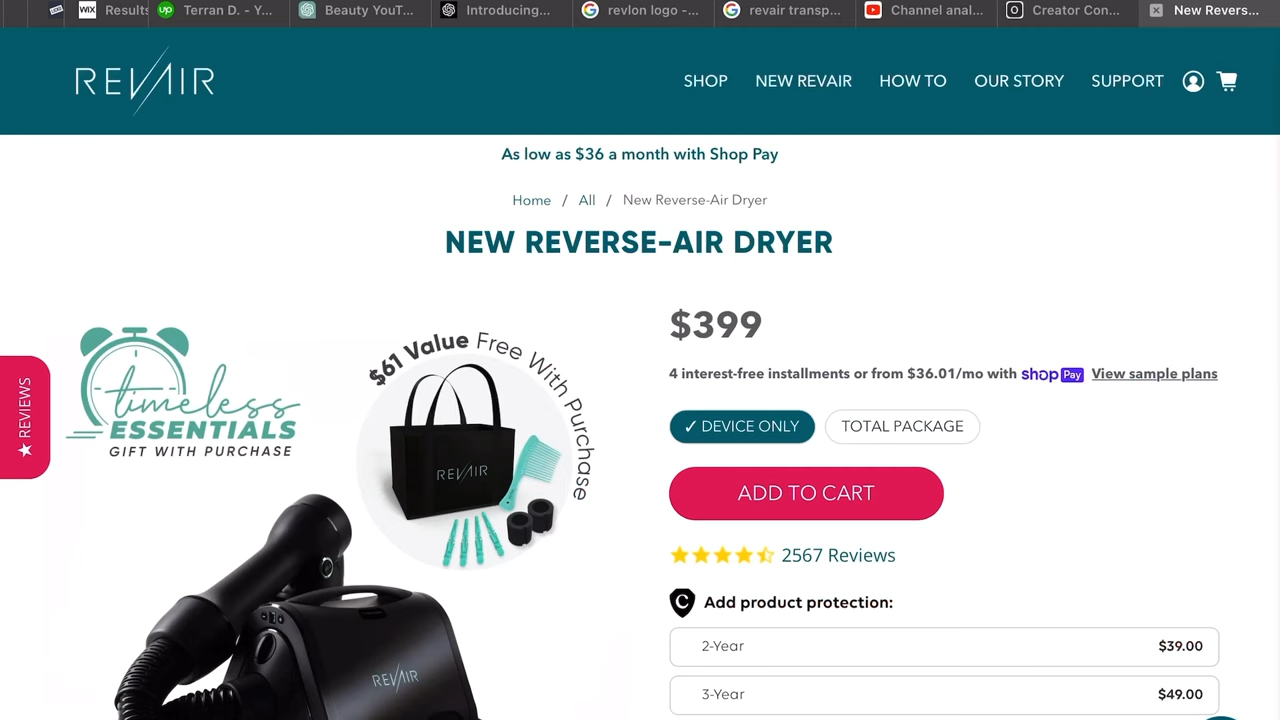 Results
Terran D. - Y...
Beauty YouT...
Introducing...
revlon logo -...
revair transp...
Channel anal...
Creator Con...
New Revers...
REVAIR
SHOP
NEW REVAIR
HOW TO
OUR STORY
SUPPORT
As low as $36 a month with Shop Pay
Home / All / New Reverse-Air Dryer
NEW REVERSE-AIR DRYER
$399
4 interest-free installments or from $36.01/mo with shop Pay View sample plans
✓ DEVICE ONLY
TOTAL PACKAGE
ADD TO CART
2567 Reviews
Add product protection:
2-Year $39.00
3-Year $49.00
★ REVIEWS
timeless
ESSENTIALS
GIFT WITH PURCHASE
$61 Value Free With Purchase
REVAIR
REVAIR